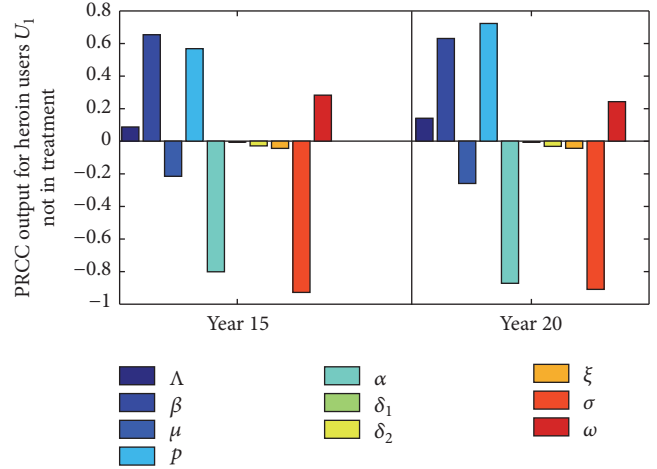 PRCC output for heroin users U₁
not in treatment
0.8
0.6
0.4
0.2
0
−0.2
−0.4
−0.6
−0.8
−1
Year 15
Year 20
Λ
β
μ
p
α
δ₁
δ₂
ξ
σ
ω